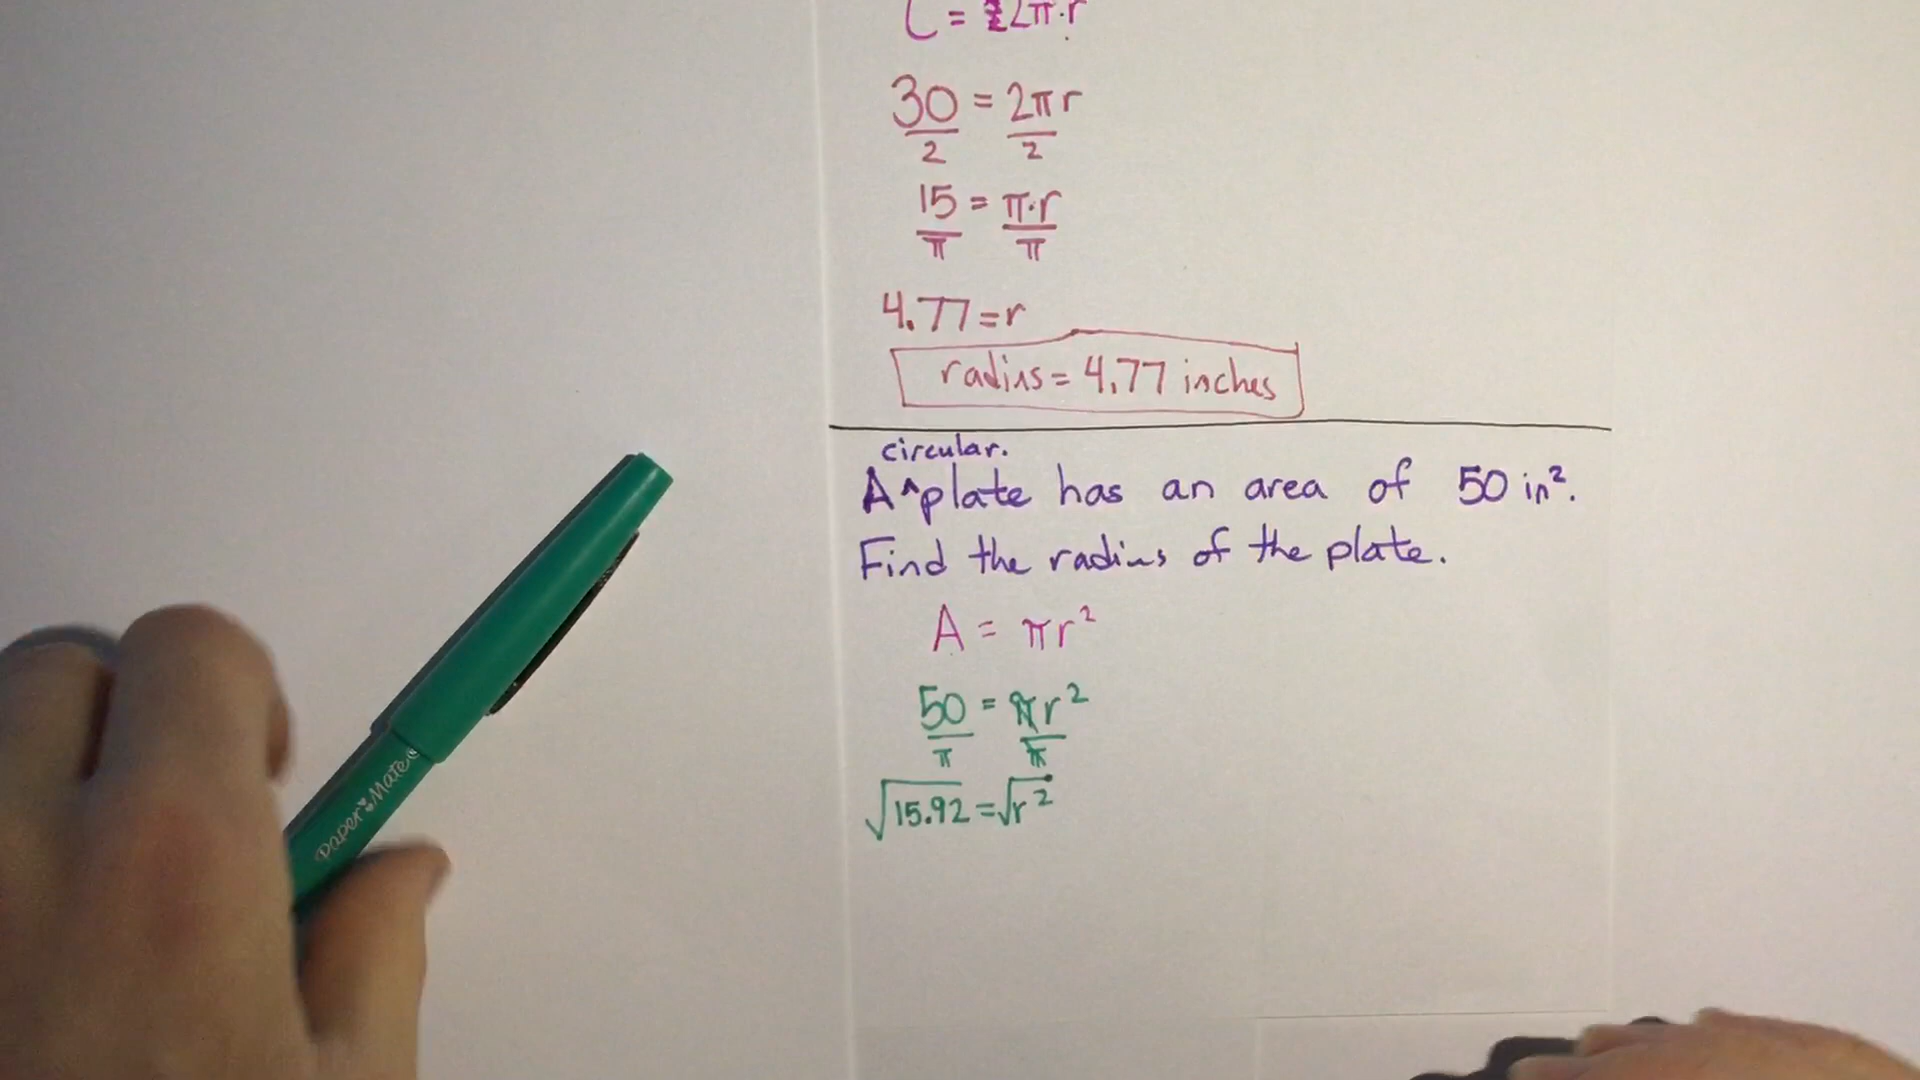 C = 2π·r
30 = 2πr
2 2
15 = π·r
π π
4.77=r
radius= 4.77 inches
circular.
A ^ plate has an area of 50 in².
Find the radius of the plate.
A = πr²
50 = πr²
π π
√15.92 = √r²
Paper Mate